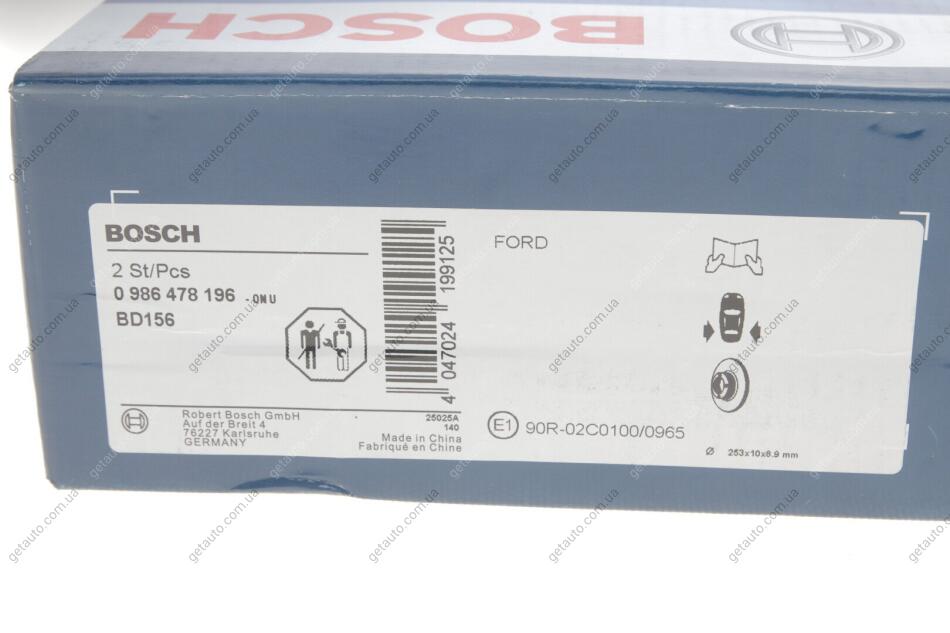 BOSCH
BOSCH
2 St/Pcs
0 986 478 196 - 0N U
BD156
4 047024 199125
FORD
Robert Bosch GmbH
Auf der Breit 4
76227 Karlsruhe
GERMANY
25025A
140
Made in China
Fabriqué en Chine
E1 90R-02C0100/0965
Ø 253x10x8.9 mm
getauto.com.ua